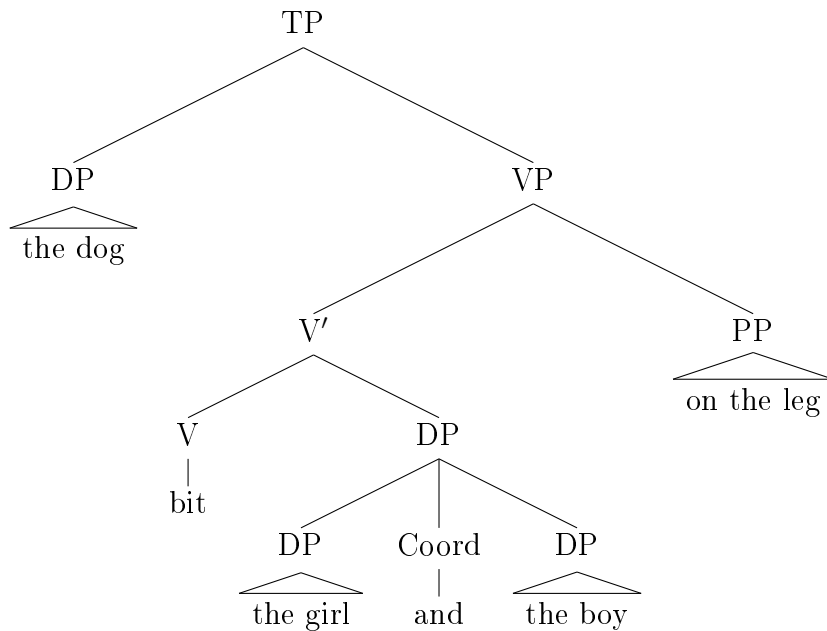 TP
DP VP
the dog
V′ PP
on the leg
V DP
bit
DP Coord DP
the girl and the boy